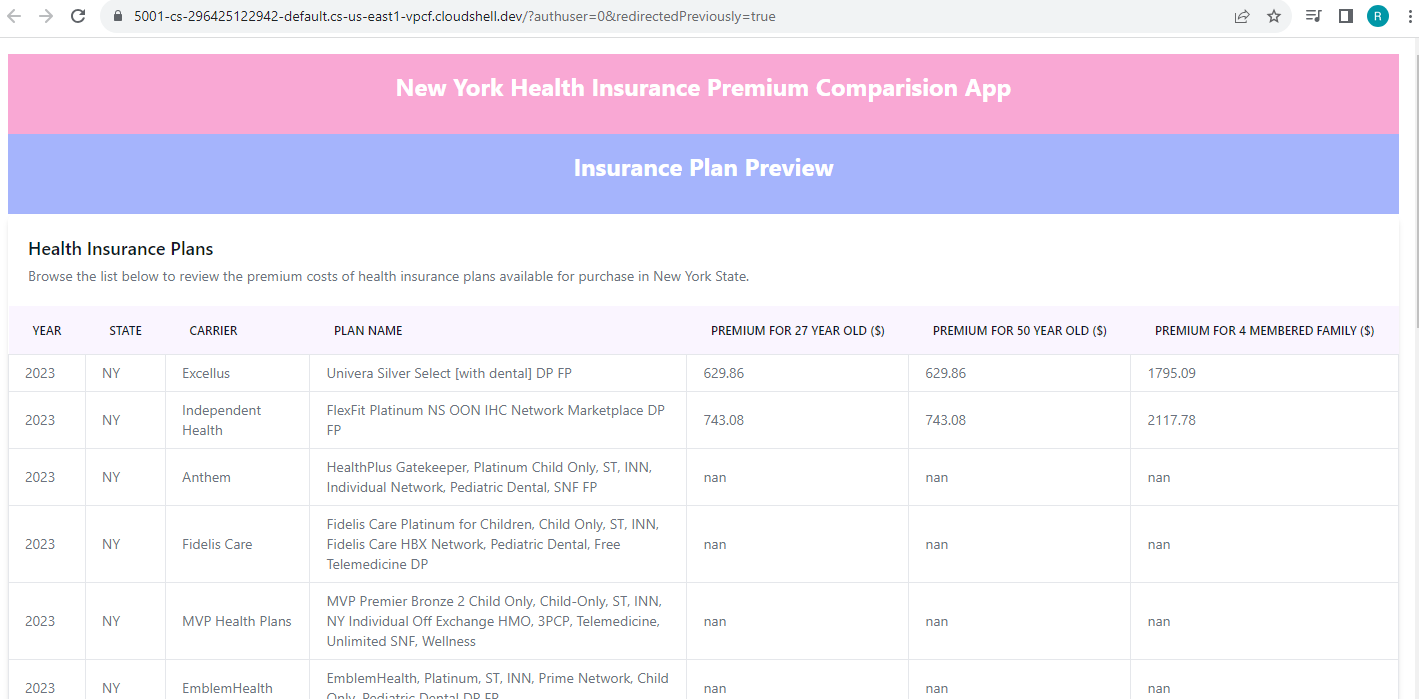 5001-cs-296425122942-default.cs-us-east1-vpcf.cloudshell.dev/?authuser=0&redirectedPreviously=true
R
New York Health Insurance Premium Comparision App
Insurance Plan Preview
Health Insurance Plans
Browse the list below to review the premium costs of health insurance plans available for purchase in New York State.
YEAR STATE CARRIER PLAN NAME PREMIUM FOR 27 YEAR OLD ($) PREMIUM FOR 50 YEAR OLD ($) PREMIUM FOR 4 MEMBERED FAMILY ($)
2023 NY Excellus Univera Silver Select [with dental] DP FP 629.86 629.86 1795.09
2023 NY Independent Health FlexFit Platinum NS OON IHC Network Marketplace DP FP 743.08 743.08 2117.78
2023 NY Anthem HealthPlus Gatekeeper, Platinum Child Only, ST, INN, Individual Network, Pediatric Dental, SNF FP nan nan nan
2023 NY Fidelis Care Fidelis Care Platinum for Children, Child Only, ST, INN, Fidelis Care HBX Network, Pediatric Dental, Free Telemedicine DP nan nan nan
2023 NY MVP Health Plans MVP Premier Bronze 2 Child Only, Child-Only, ST, INN, NY Individual Off Exchange HMO, 3PCP, Telemedicine, Unlimited SNF, Wellness nan nan nan
2023 NY EmblemHealth EmblemHealth, Platinum, ST, INN, Prime Network, Child Only, Pediatric Dental DP FP nan nan nan